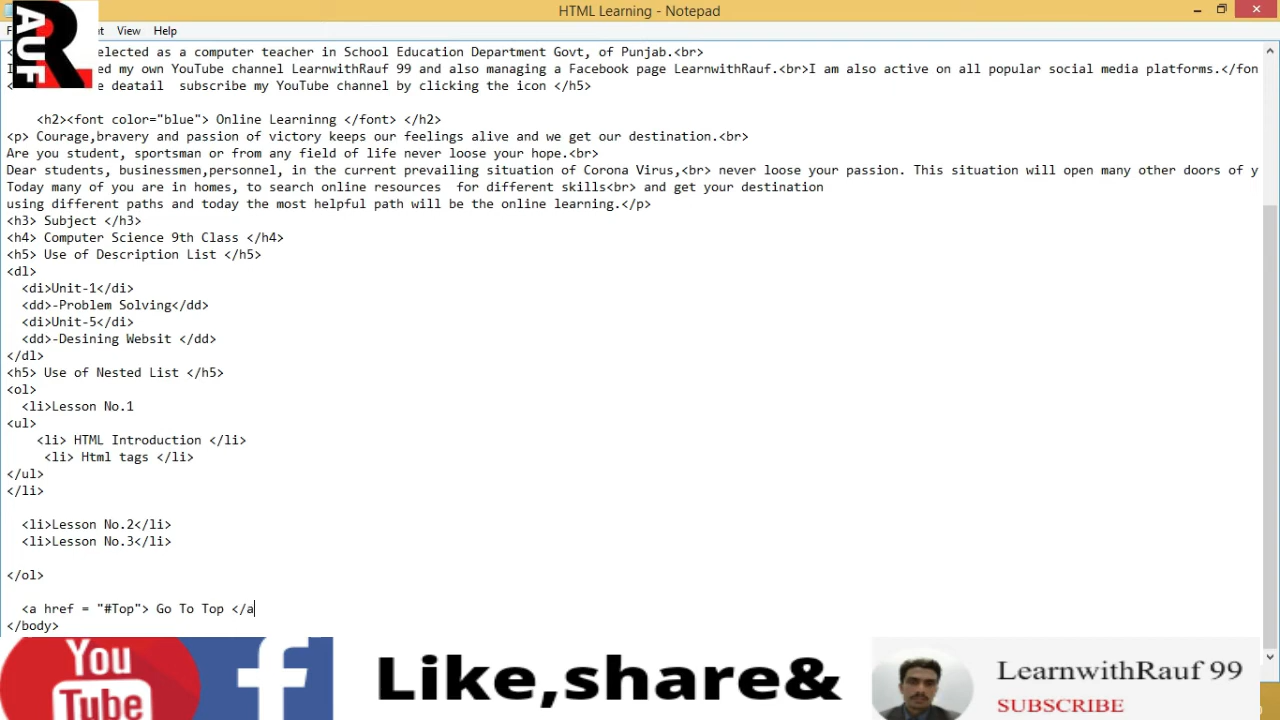 HTML Learning - Notepad
View Help
elected as a computer teacher in School Education Department Govt, of Punjab.<br>
ed my own YouTube channel LearnwithRauf 99 and also managing a Facebook page LearnwithRauf.<br>I am also active on all popular social media platforms.</fon
e deatail subscribe my YouTube channel by clicking the icon </h5>
RAUF
<h2><font color="blue"> Online Learninng </font> </h2>
<p> Courage,bravery and passion of victory keeps our feelings alive and we get our destination.<br>
Are you student, sportsman or from any field of life never loose your hope.<br>
Dear students, businessmen,personnel, in the current prevailing situation of Corona Virus,<br> never loose your passion. This situation will open many other doors of y
Today many of you are in homes, to search online resources for different skills<br> and get your destination
using different paths and today the most helpful path will be the online learning.</p>
<h3> Subject </h3>
<h4> Computer Science 9th Class </h4>
<h5> Use of Description List </h5>
<dl>
<di>Unit-1</di>
<dd>-Problem Solving</dd>
<di>Unit-5</di>
<dd>-Desining Websit </dd>
</dl>
<h5> Use of Nested List </h5>
<ol>
<li>Lesson No.1
<ul>
<li> HTML Introduction </li>
<li> Html tags </li>
</ul>
</li>
<li>Lesson No.2</li>
<li>Lesson No.3</li>
</ol>
<a href = "#Top"> Go To Top </a
</body>
You Tube
Like,share&
LearnwithRauf 99
SUBSCRIBE